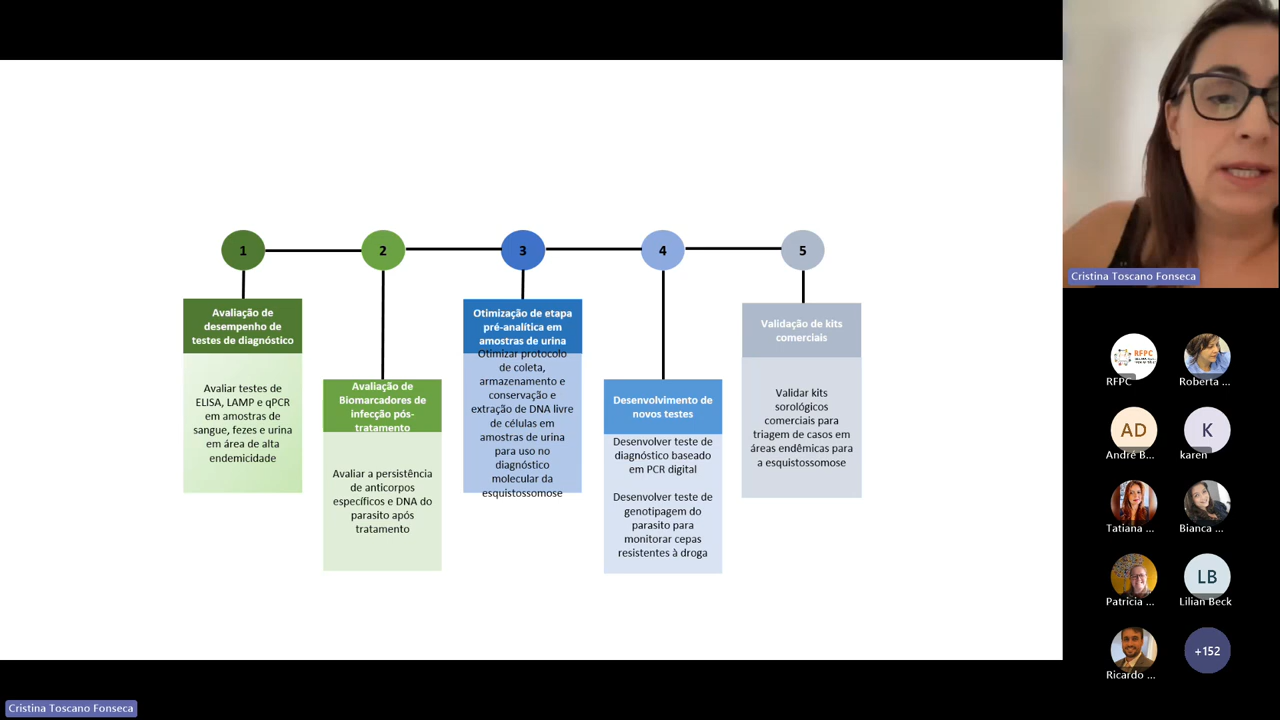 1
2
3
4
5
Avaliação de
desempenho de
testes de diagnóstico
Avaliar testes de
ELISA, LAMP e qPCR
em amostras de
sangue, fezes e urina
em área de alta
endemicidade
Avaliação de
Biomarcadores de
infecção pós-
tratamento
Avaliar a persistência
de anticorpos
específicos e DNA do
parasito após
tratamento
Otimização de etapa
pré-analítica em
amostras de urina
Otimizar protocolo
de coleta,
armazenamento e
conservação e
extração de DNA livre
de células em
amostras de urina
para uso no
diagnóstico
molecular da
esquistossomose
Desenvolvimento de
novos testes
Desenvolver teste de
diagnóstico baseado
em PCR digital
Desenvolver teste de
genotipagem do
parasito para
monitorar cepas
resistentes à droga
Validação de kits
comerciais
Validar kits
sorológicos
comerciais para
triagem de casos em
áreas endêmicas para
a esquistossomose
Cristina Toscano Fonseca
RFPC
RFPC
Roberta ...
AD
André B...
K
karen
Tatiana ...
Bianca ...
Patricia ...
LB
Lilian Beck
Ricardo ...
+152
Cristina Toscano Fonseca